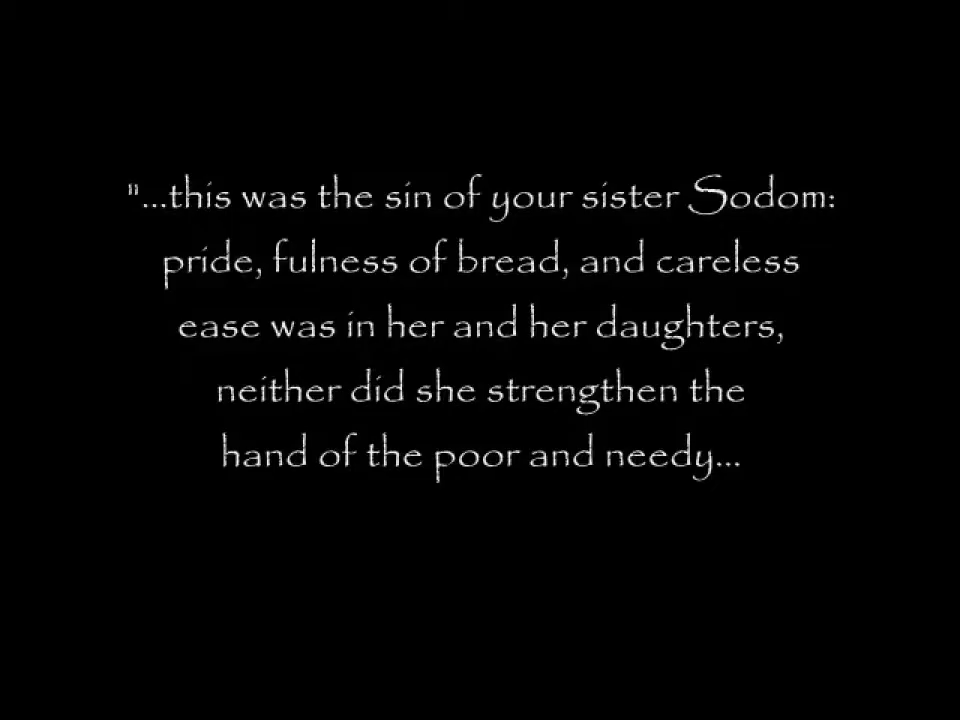 "...this was the sin of your sister Sodom:
pride, fulness of bread, and careless
ease was in her and her daughters,
neither did she strengthen the
hand of the poor and needy...